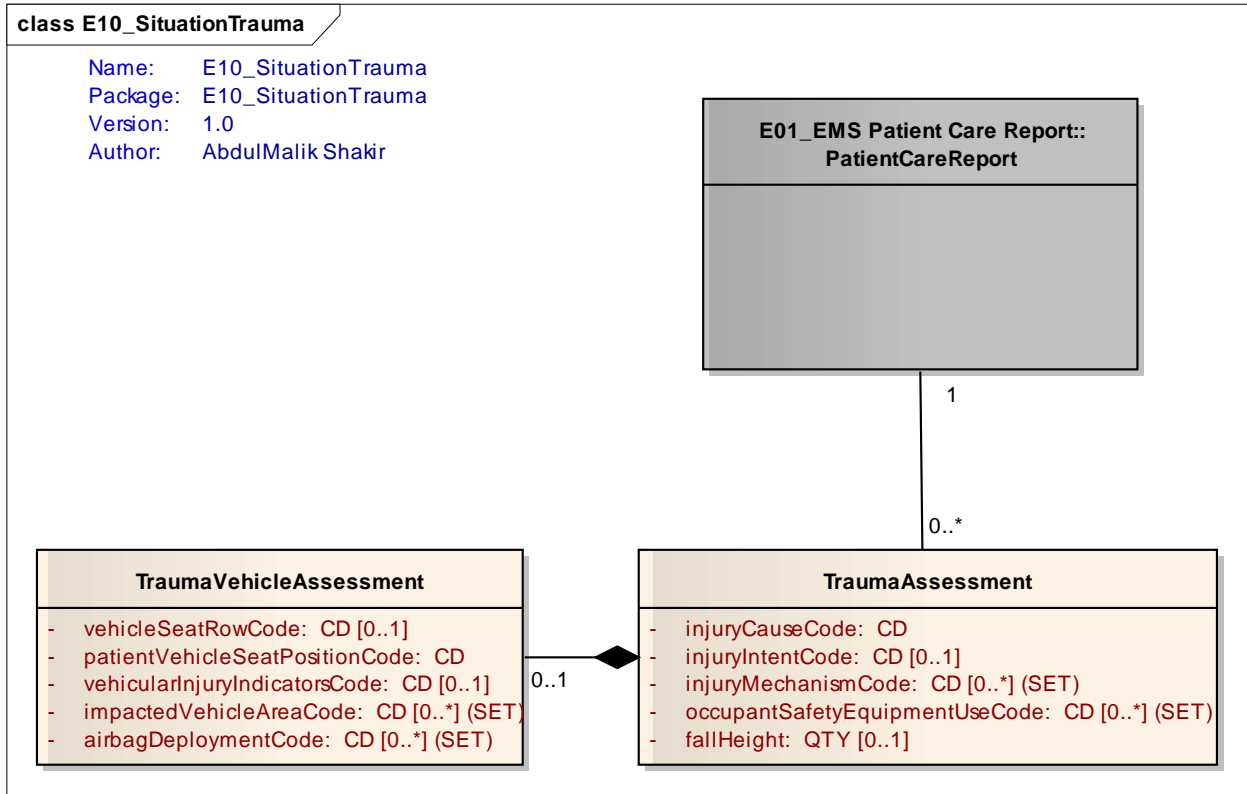 class E10_SituationTrauma
Name: E10_SituationTrauma
Package: E10_SituationTrauma
Version: 1.0
Author: AbdulMalik Shakir
E01_EMS Patient Care Report::
PatientCareReport
1
0..*
TraumaVehicleAssessment
- vehicleSeatRowCode: CD [0..1]
- patientVehicleSeatPositionCode: CD
- vehicularInjuryIndicatorsCode: CD [0..1]
- impactedVehicleAreaCode: CD [0..*] (SET)
- airbagDeploymentCode: CD [0..*] (SET)
0..1
TraumaAssessment
- injuryCauseCode: CD
- injuryIntentCode: CD [0..1]
- injuryMechanismCode: CD [0..*] (SET)
- occupantSafetyEquipmentUseCode: CD [0..*] (SET)
- fallHeight: QTY [0..1]